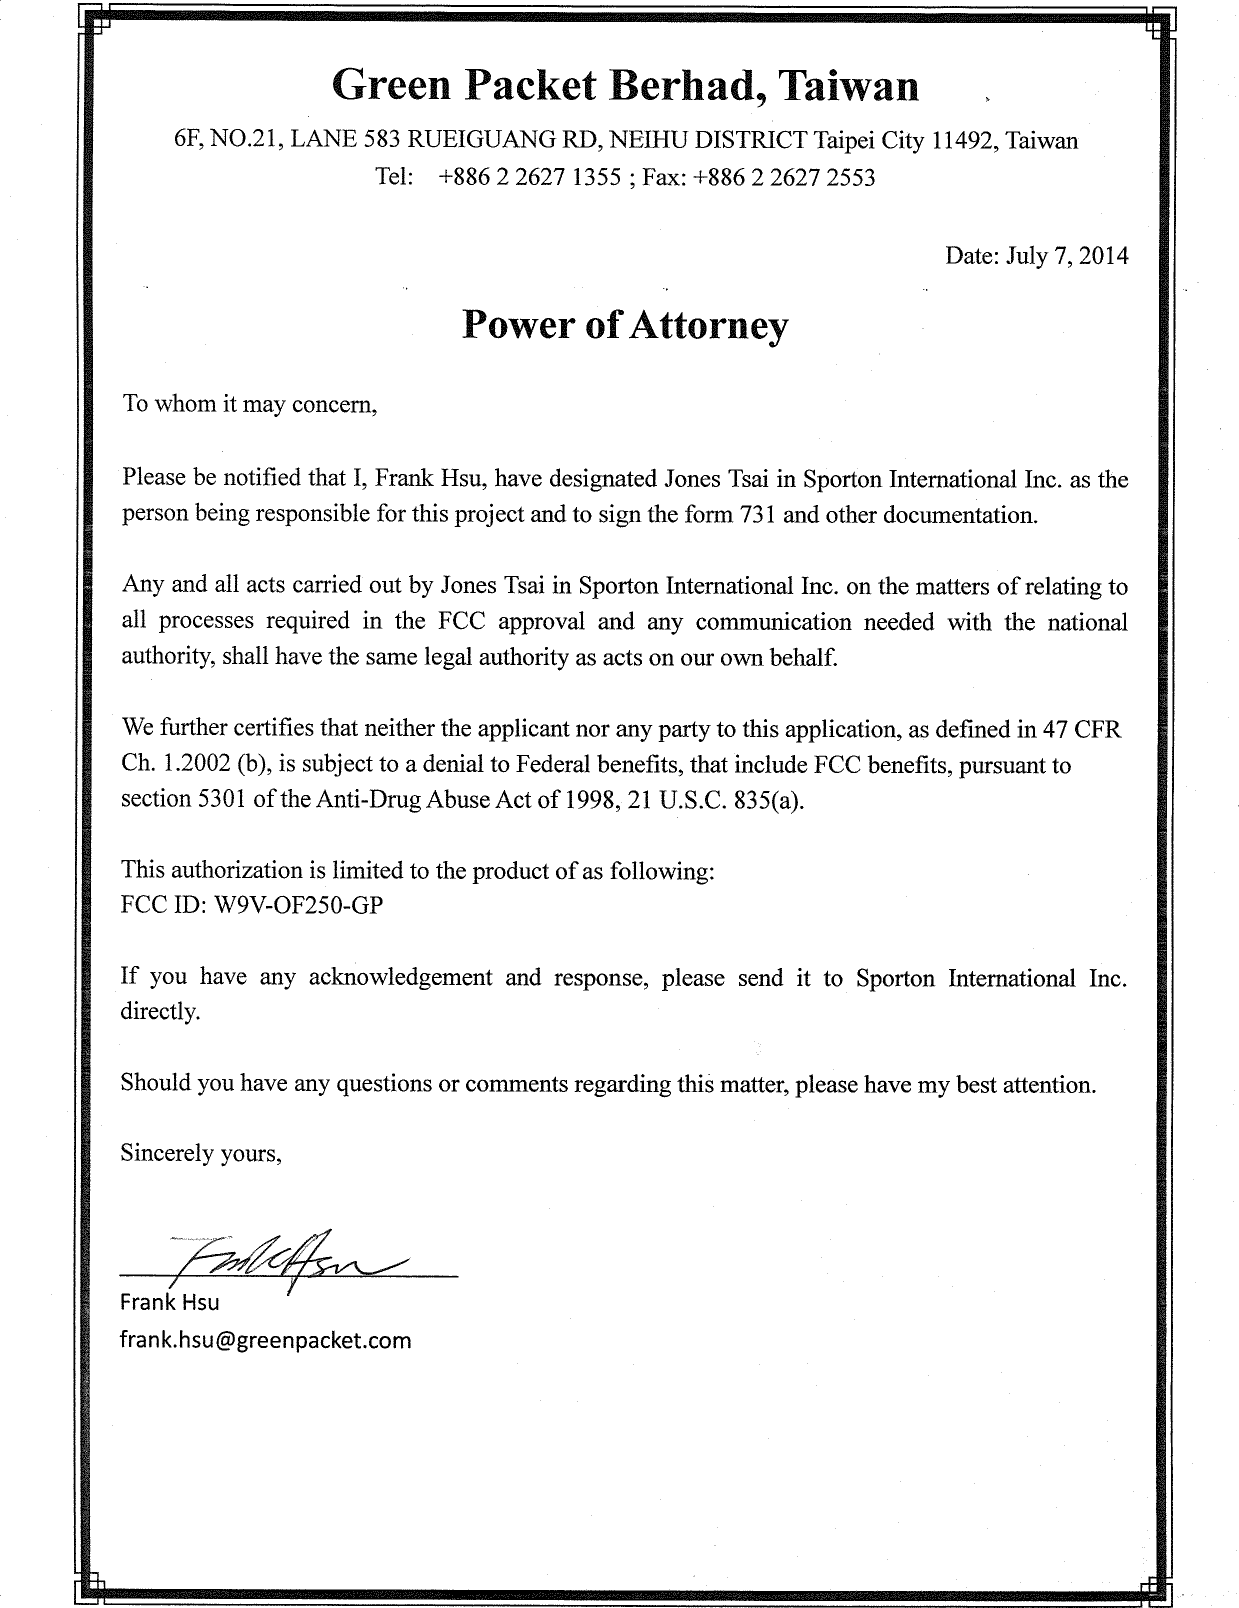 Green Packet Berhad, Taiwan
6F, NO.21, LANE 583 RUEIGUANG RD, NEIHU DISTRICT Taipei City 11492, Taiwan
Tel: +886 2 2627 1355 ; Fax: +886 2 2627 2553
Date: July 7, 2014
Power of Attorney
To whom it may concern,
Please be notified that I, Frank Hsu, have designated Jones Tsai in Sporton International Inc. as the
person being responsible for this project and to sign the form 731 and other documentation.
Any and all acts carried out by Jones Tsai in Sporton International Inc. on the matters of relating to
all processes required in the FCC approval and any communication needed with the national
authority, shall have the same legal authority as acts on our own behalf.
We further certifies that neither the applicant nor any party to this application, as defined in 47 CFR
Ch. 1.2002 (b), is subject to a denial to Federal benefits, that include FCC benefits, pursuant to
section 5301 of the Anti-Drug Abuse Act of 1998, 21 U.S.C. 835(a).
This authorization is limited to the product of as following:
FCC ID: W9V-OF250-GP
If you have any acknowledgement and response, please send it to Sporton International Inc.
directly.
Should you have any questions or comments regarding this matter, please have my best attention.
Sincerely yours,
Frank Hsu
Frank Hsu
frank.hsu@greenpacket.com